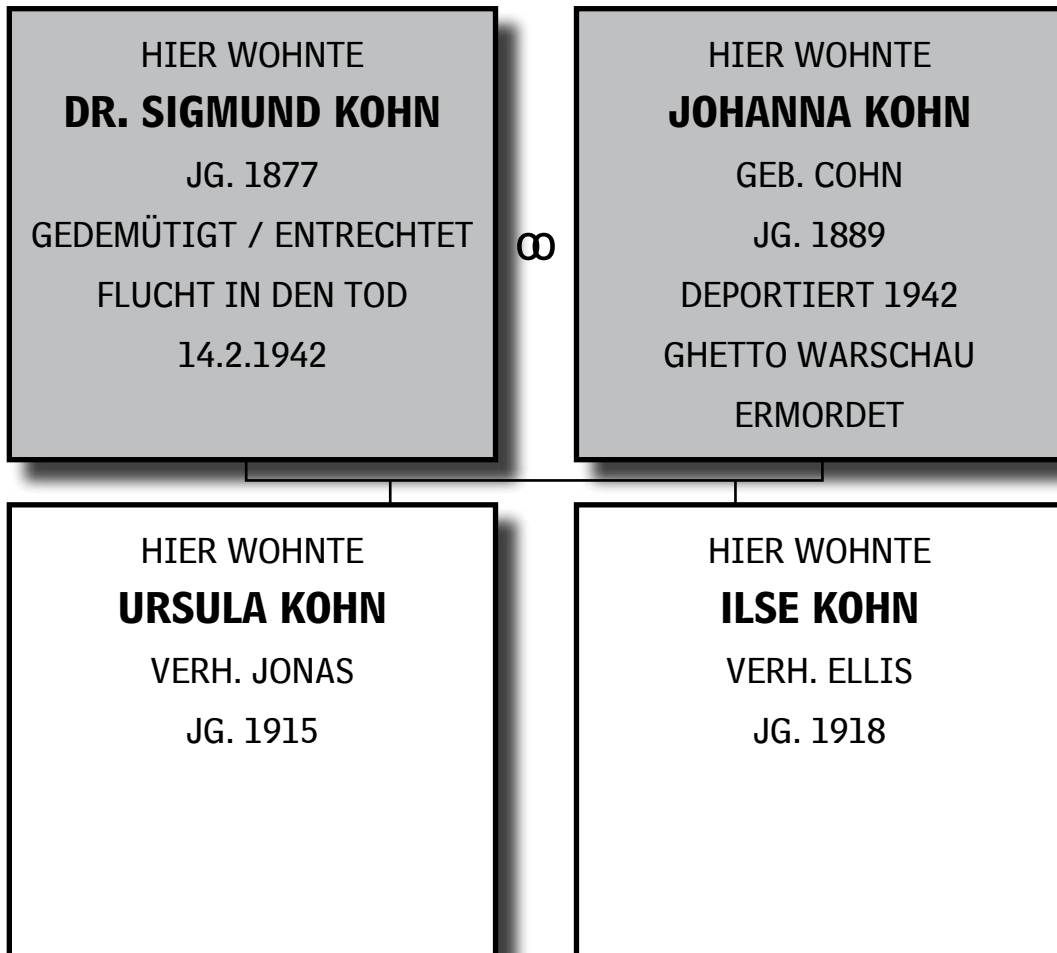 HIER WOHNTE
DR. SIGMUND KOHN
JG. 1877
GEDEMÜTIGT / ENTRECHTET
FLUCHT IN DEN TOD
14.2.1942
HIER WOHNTE
JOHANNA KOHN
GEB. COHN
JG. 1889
DEPORTIERT 1942
GHETTO WARSCHAU
ERMORDET
HIER WOHNTE
URSULA KOHN
VERH. JONAS
JG. 1915
HIER WOHNTE
ILSE KOHN
VERH. ELLIS
JG. 1918